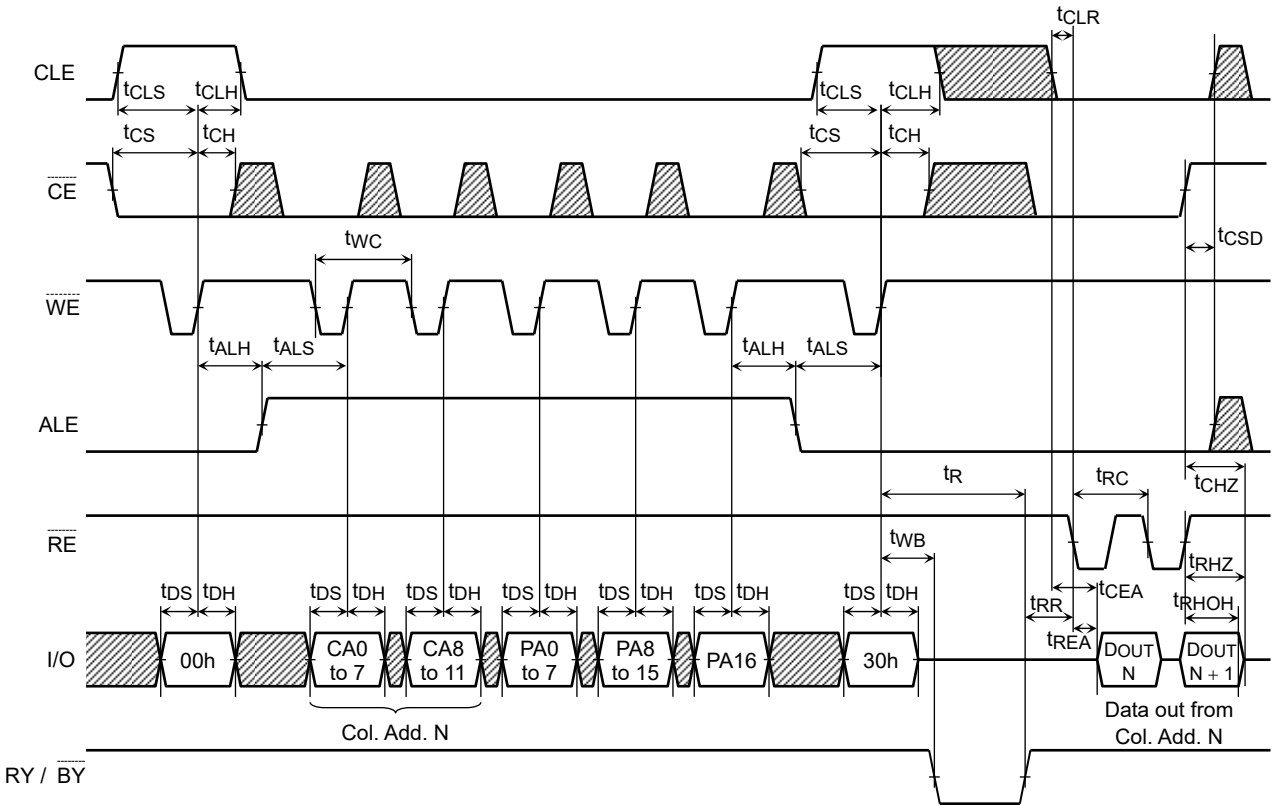 tCLR
CLE
tCLS tCLH tCLS tCLH
tCS tCH tCS tCH
CE
tWC tCSD
WE
tALH tALS tALH tALS
ALE
tR tRC tCHZ
RE
tWB
tDS tDH tDS tDH tDS tDH tDS tDH tDS tDH tDS tDH tDS tDH tCEA tRHZ
tRR tRHOH
tREA
I/O 00h CA0 to 7 CA8 to 11 PA0 to 7 PA8 to 15 PA16 30h DOUT N DOUT N + 1
Col. Add. N
Data out from
Col. Add. N
RY / BY